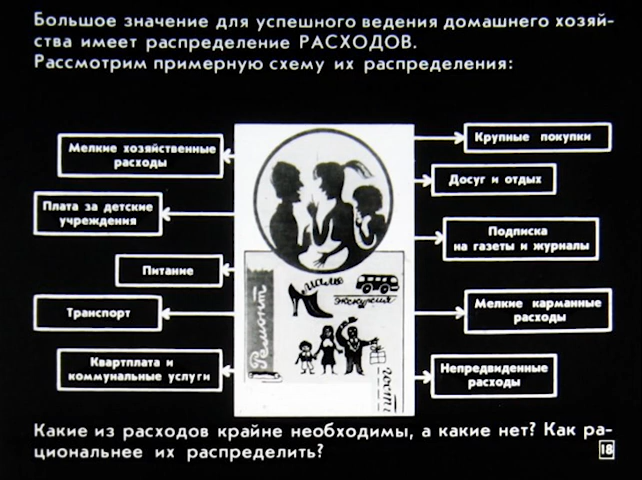 Большое значение для успешного ведения домашнего хозяй-
ства имеет распределение РАСХОДОВ.
Рассмотрим примерную схему их распределения:
Мелкие хозяйственные
расходы
Плата за детские
учреждения
Питание
Транспорт
Квартплата и
коммунальные услуги
Ремонт
маме
экскурсия
гости
Крупные покупки
Досуг и отдых
Подписка
на газеты и журналы
Мелкие карманные
расходы
Непредвиденные
расходы
Какие из расходов крайне необходимы, а какие нет? Как ра-
циональнее их распределить?
18